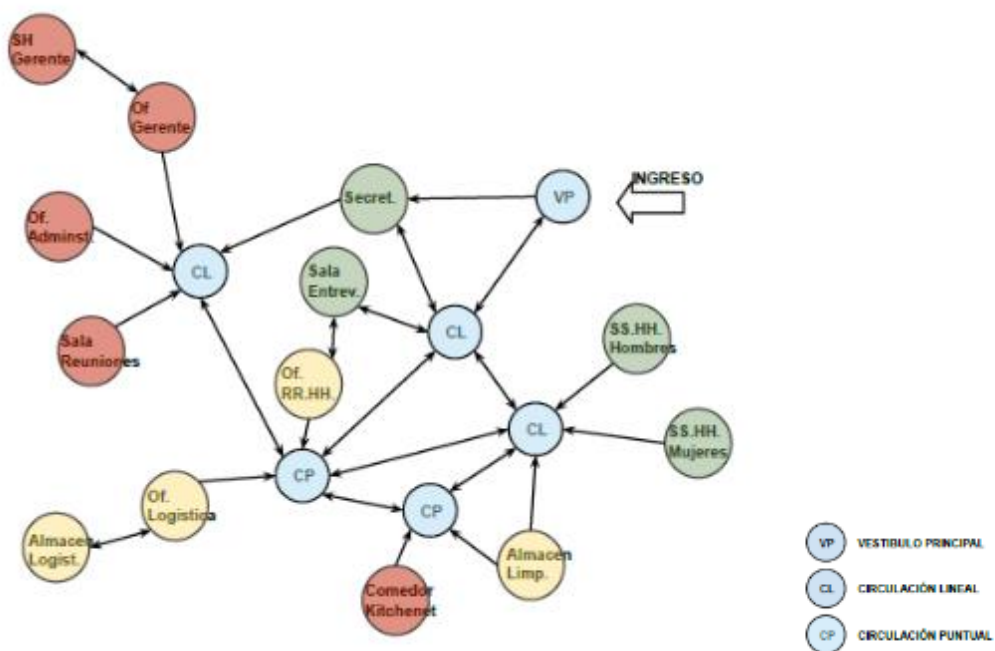 SH
Gerente
Of
Gerente
INGRESO
Secret.
VP
Of.
Adminst.
CL
Sala
Entrev.
CL
SS.HH.
Hombres
Sala
Reuniones
Of.
RR.HH.
CL
SS.HH.
Mujeres
CP
Of.
Logistica
CP
Almacen
Logist.
Almacen
Limp.
Comedor
Kitchenet
VP VESTIBULO PRINCIPAL
CL CIRCULACIÓN LINEAL
CP CIRCULACIÓN PUNTUAL